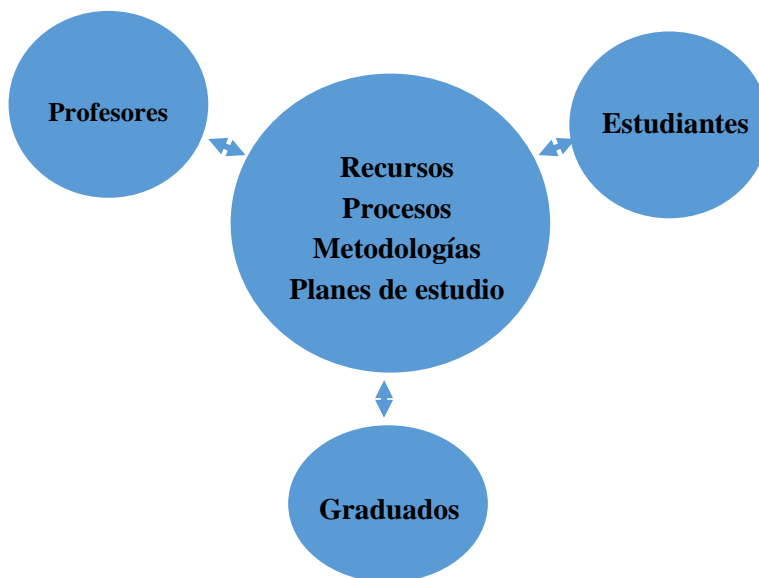 Profesores
Estudiantes
Recursos
Procesos
Metodologías
Planes de estudio
Graduados